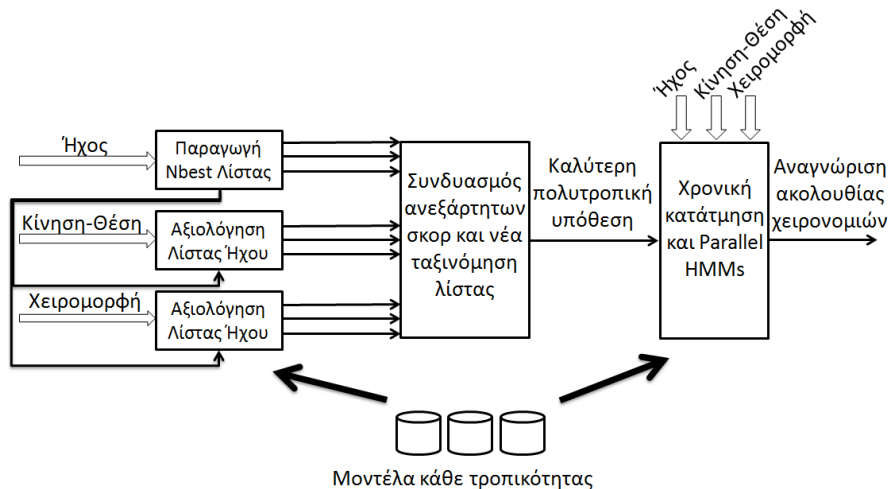 Ήχος
Παραγωγή
Nbest Λίστας
Κίνηση-Θέση
Αξιολόγηση
Λίστας Ήχου
Χειρομορφή
Αξιολόγηση
Λίστας Ήχου
Συνδυασμός
ανεξάρτητων
σκορ και νέα
ταξινόμηση
λίστας
Καλύτερη
πολυτροπική
υπόθεση
Ήχος
Κίνηση-Θέση
Χειρομορφή
Χρονική
κατάτμηση
και Parallel
HMMs
Αναγνώριση
ακολουθίας
χειρονομιών
Μοντέλα κάθε τροπικότητας